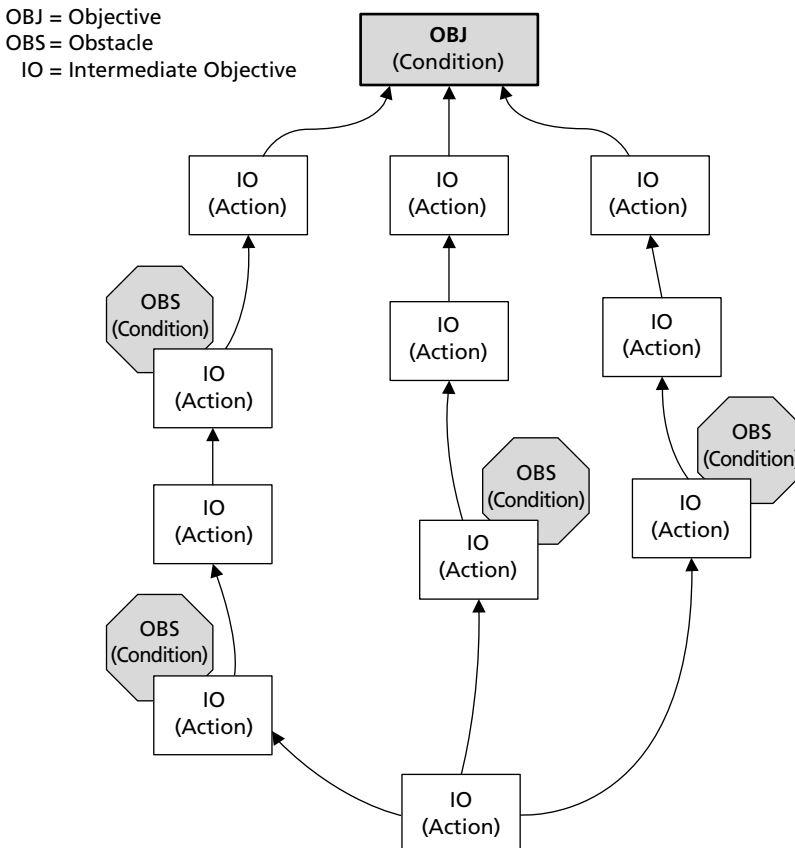 OBJ = Objective
OBS = Obstacle
IO = Intermediate Objective
OBJ
(Condition)
IO
(Action)
IO
(Action)
IO
(Action)
OBS
(Condition)
IO
(Action)
IO
(Action)
IO
(Action)
OBS
(Condition)
IO
(Action)
OBS
(Condition)
IO
(Action)
OBS
(Condition)
IO
(Action)
OBS
(Condition)
IO
(Action)
IO
(Action)